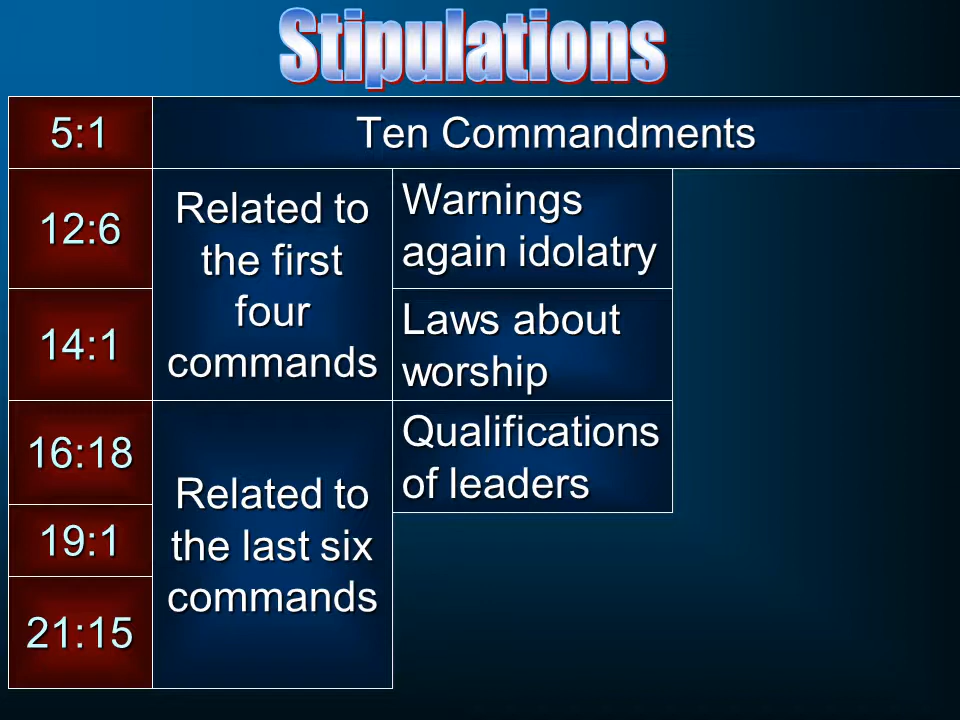 Stipulations
5:1
Ten Commandments
12:6
Related to
the first
four
commands
Warnings
again idolatry
14:1
Laws about
worship
16:18
Related to
the last six
commands
Qualifications
of leaders
19:1
21:15